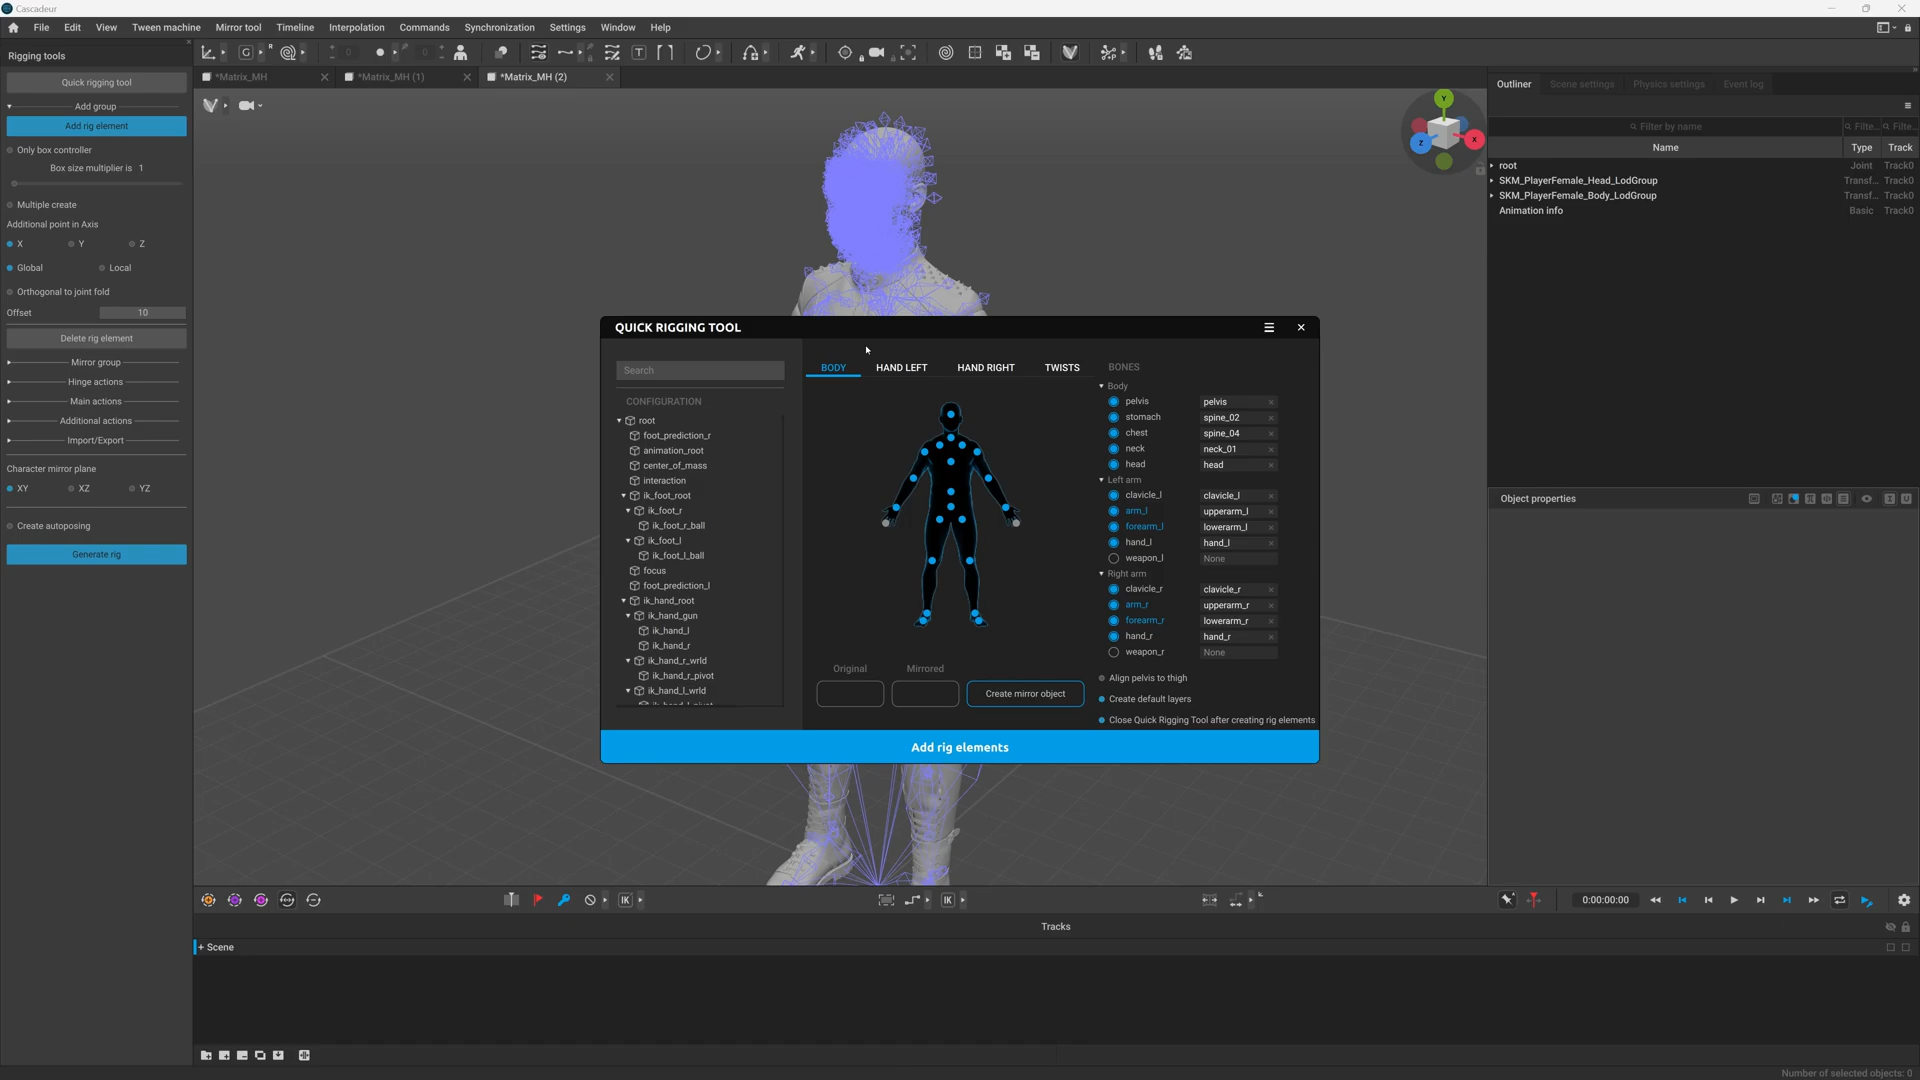 Cascadeur
File Edit View Tween machine Mirror tool Timeline Interpolation Commands Synchronization Settings Window Help
Rigging tools
Quick rigging tool
Add group
Add rig element
Only box controller
Box size multiplier is 1
Multiple create
Additional point in Axis
X Y Z
Global Local
Orthogonal to joint fold
Offset 10
Delete rig element
Mirror group
Hinge actions
Main actions
Additional actions
Import/Export
Character mirror plane
XY XZ YZ
Create autoposing
Generate rig
*Matrix_MH *Matrix_MH (1) *Matrix_MH (2)
Y
Z X
QUICK RIGGING TOOL
Search
CONFIGURATION
root
foot_prediction_r
animation_root
center_of_mass
interaction
ik_foot_root
ik_foot_r
ik_foot_r_ball
ik_foot_l
ik_foot_l_ball
focus
foot_prediction_l
ik_hand_root
ik_hand_gun
ik_hand_l
ik_hand_r
ik_hand_r_wrld
ik_hand_r_pivot
ik_hand_l_wrld
ik_hand_l_pivot
BODY HAND LEFT HAND RIGHT TWISTS
Original Mirrored
Create mirror object
BONES
Body
pelvis pelvis
stomach spine_02
chest spine_04
neck neck_01
head head
Left arm
clavicle_l clavicle_l
arm_l upperarm_l
forearm_l lowerarm_l
hand_l hand_l
weapon_l None
Right arm
clavicle_r clavicle_r
arm_r upperarm_r
forearm_r lowerarm_r
hand_r hand_r
weapon_r None
Align pelvis to thigh
Create default layers
Close Quick Rigging Tool after creating rig elements
Add rig elements
Outliner Scene settings Physics settings Event log
Filter by name Filte... Filte...
Name Type Track
root Joint Track0
SKM_PlayerFemale_Head_LodGroup Transf... Track0
SKM_PlayerFemale_Body_LodGroup Transf... Track0
Animation info Basic Track0
Object properties
IK IK 0:00:00:00
Tracks
+ Scene
Number of selected objects: 0